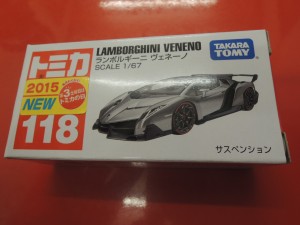 トミカ
LAMBORGHINI VENENO
ランボルギーニ ヴェネーノ
SCALE 1/67
TAKARA TOMY
2015
NEW
118
サスペンション